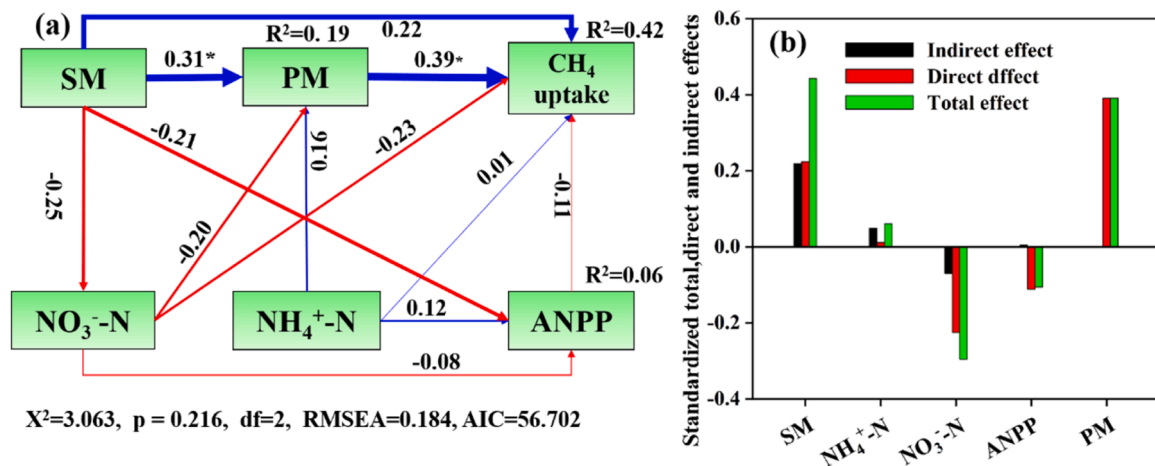 (a)
0.22
R²=0.42
R²=0. 19
SM
0.31*
PM
0.39*
CH₄
uptake
-0.21
-0.23
0.16
0.01
-0.25
-0.20
-0.11
R²=0.06
NO₃⁻-N
NH₄⁺-N
0.12
ANPP
-0.08
X²=3.063, p = 0.216, df=2, RMSEA=0.184, AIC=56.702
(b)
Indirect effect
Direct dffect
Total effect
Standardized total,direct and indirect effects
0.6
0.4
0.2
0.0
-0.2
-0.4
SM
NH₄⁺-N
NO₃⁻-N
ANPP
PM